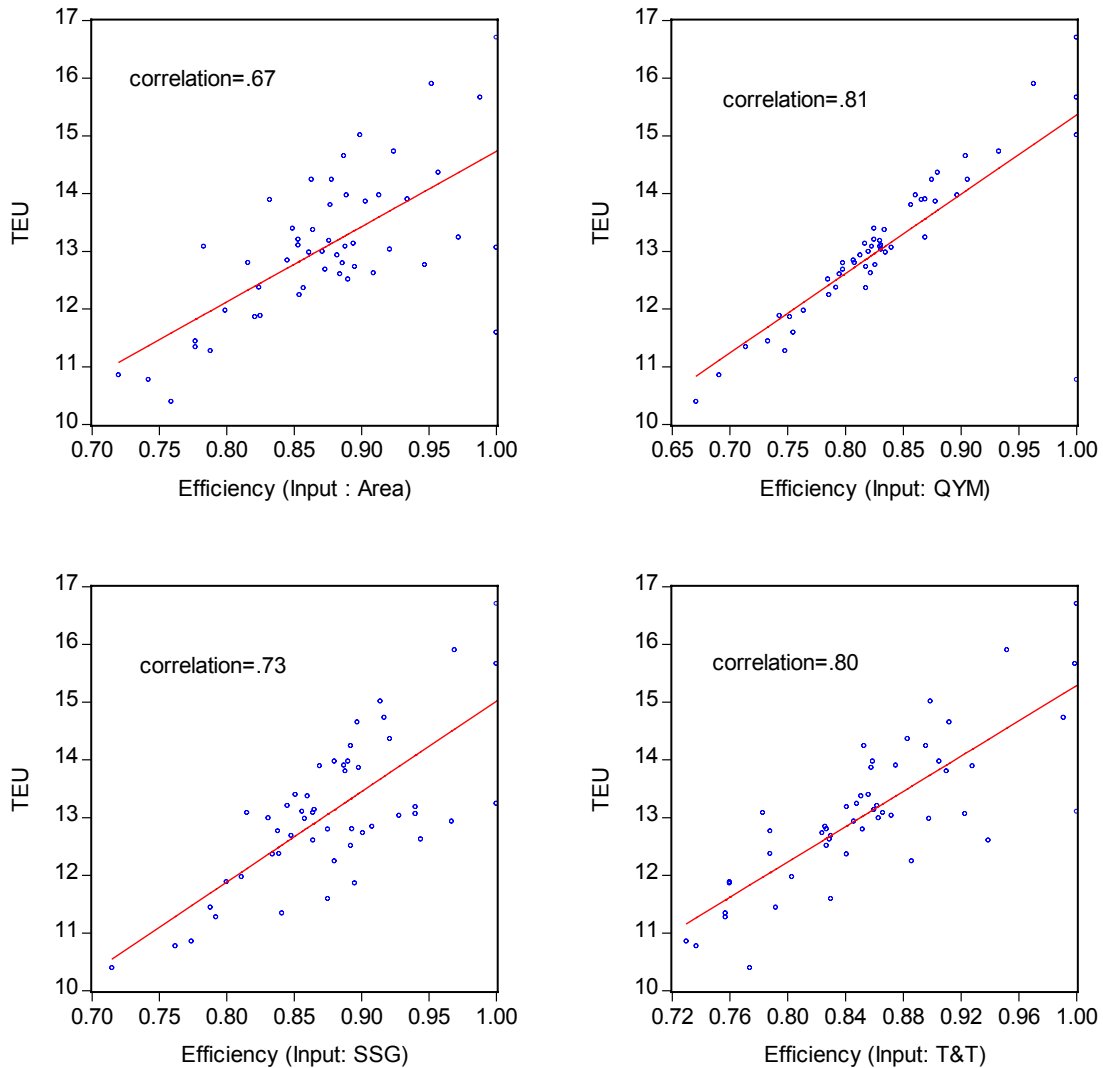 17
16
15
14
13
12
11
10
TEU
correlation=.67
0.70 0.75 0.80 0.85 0.90 0.95 1.00
Efficiency (Input : Area)
17
16
15
14
13
12
11
10
TEU
correlation=.81
0.65 0.70 0.75 0.80 0.85 0.90 0.95 1.00
Efficiency (Input: QYM)
17
16
15
14
13
12
11
10
TEU
correlation=.73
0.70 0.75 0.80 0.85 0.90 0.95 1.00
Efficiency (Input: SSG)
17
16
15
14
13
12
11
10
TEU
correlation=.80
0.72 0.76 0.80 0.84 0.88 0.92 0.96 1.00
Efficiency (Input: T&T)